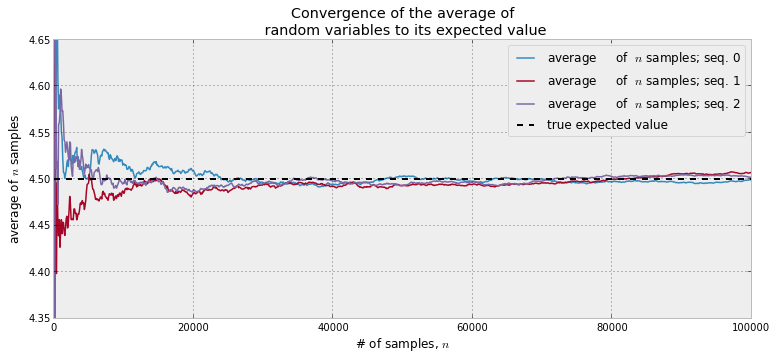 Convergence of the average of
random variables to its expected value
average of n samples
4.65
4.60
4.55
4.50
4.45
4.40
4.35
average of n samples; seq. 0
average of n samples; seq. 1
average of n samples; seq. 2
true expected value
0 20000 40000 60000 80000 100000
# of samples, n